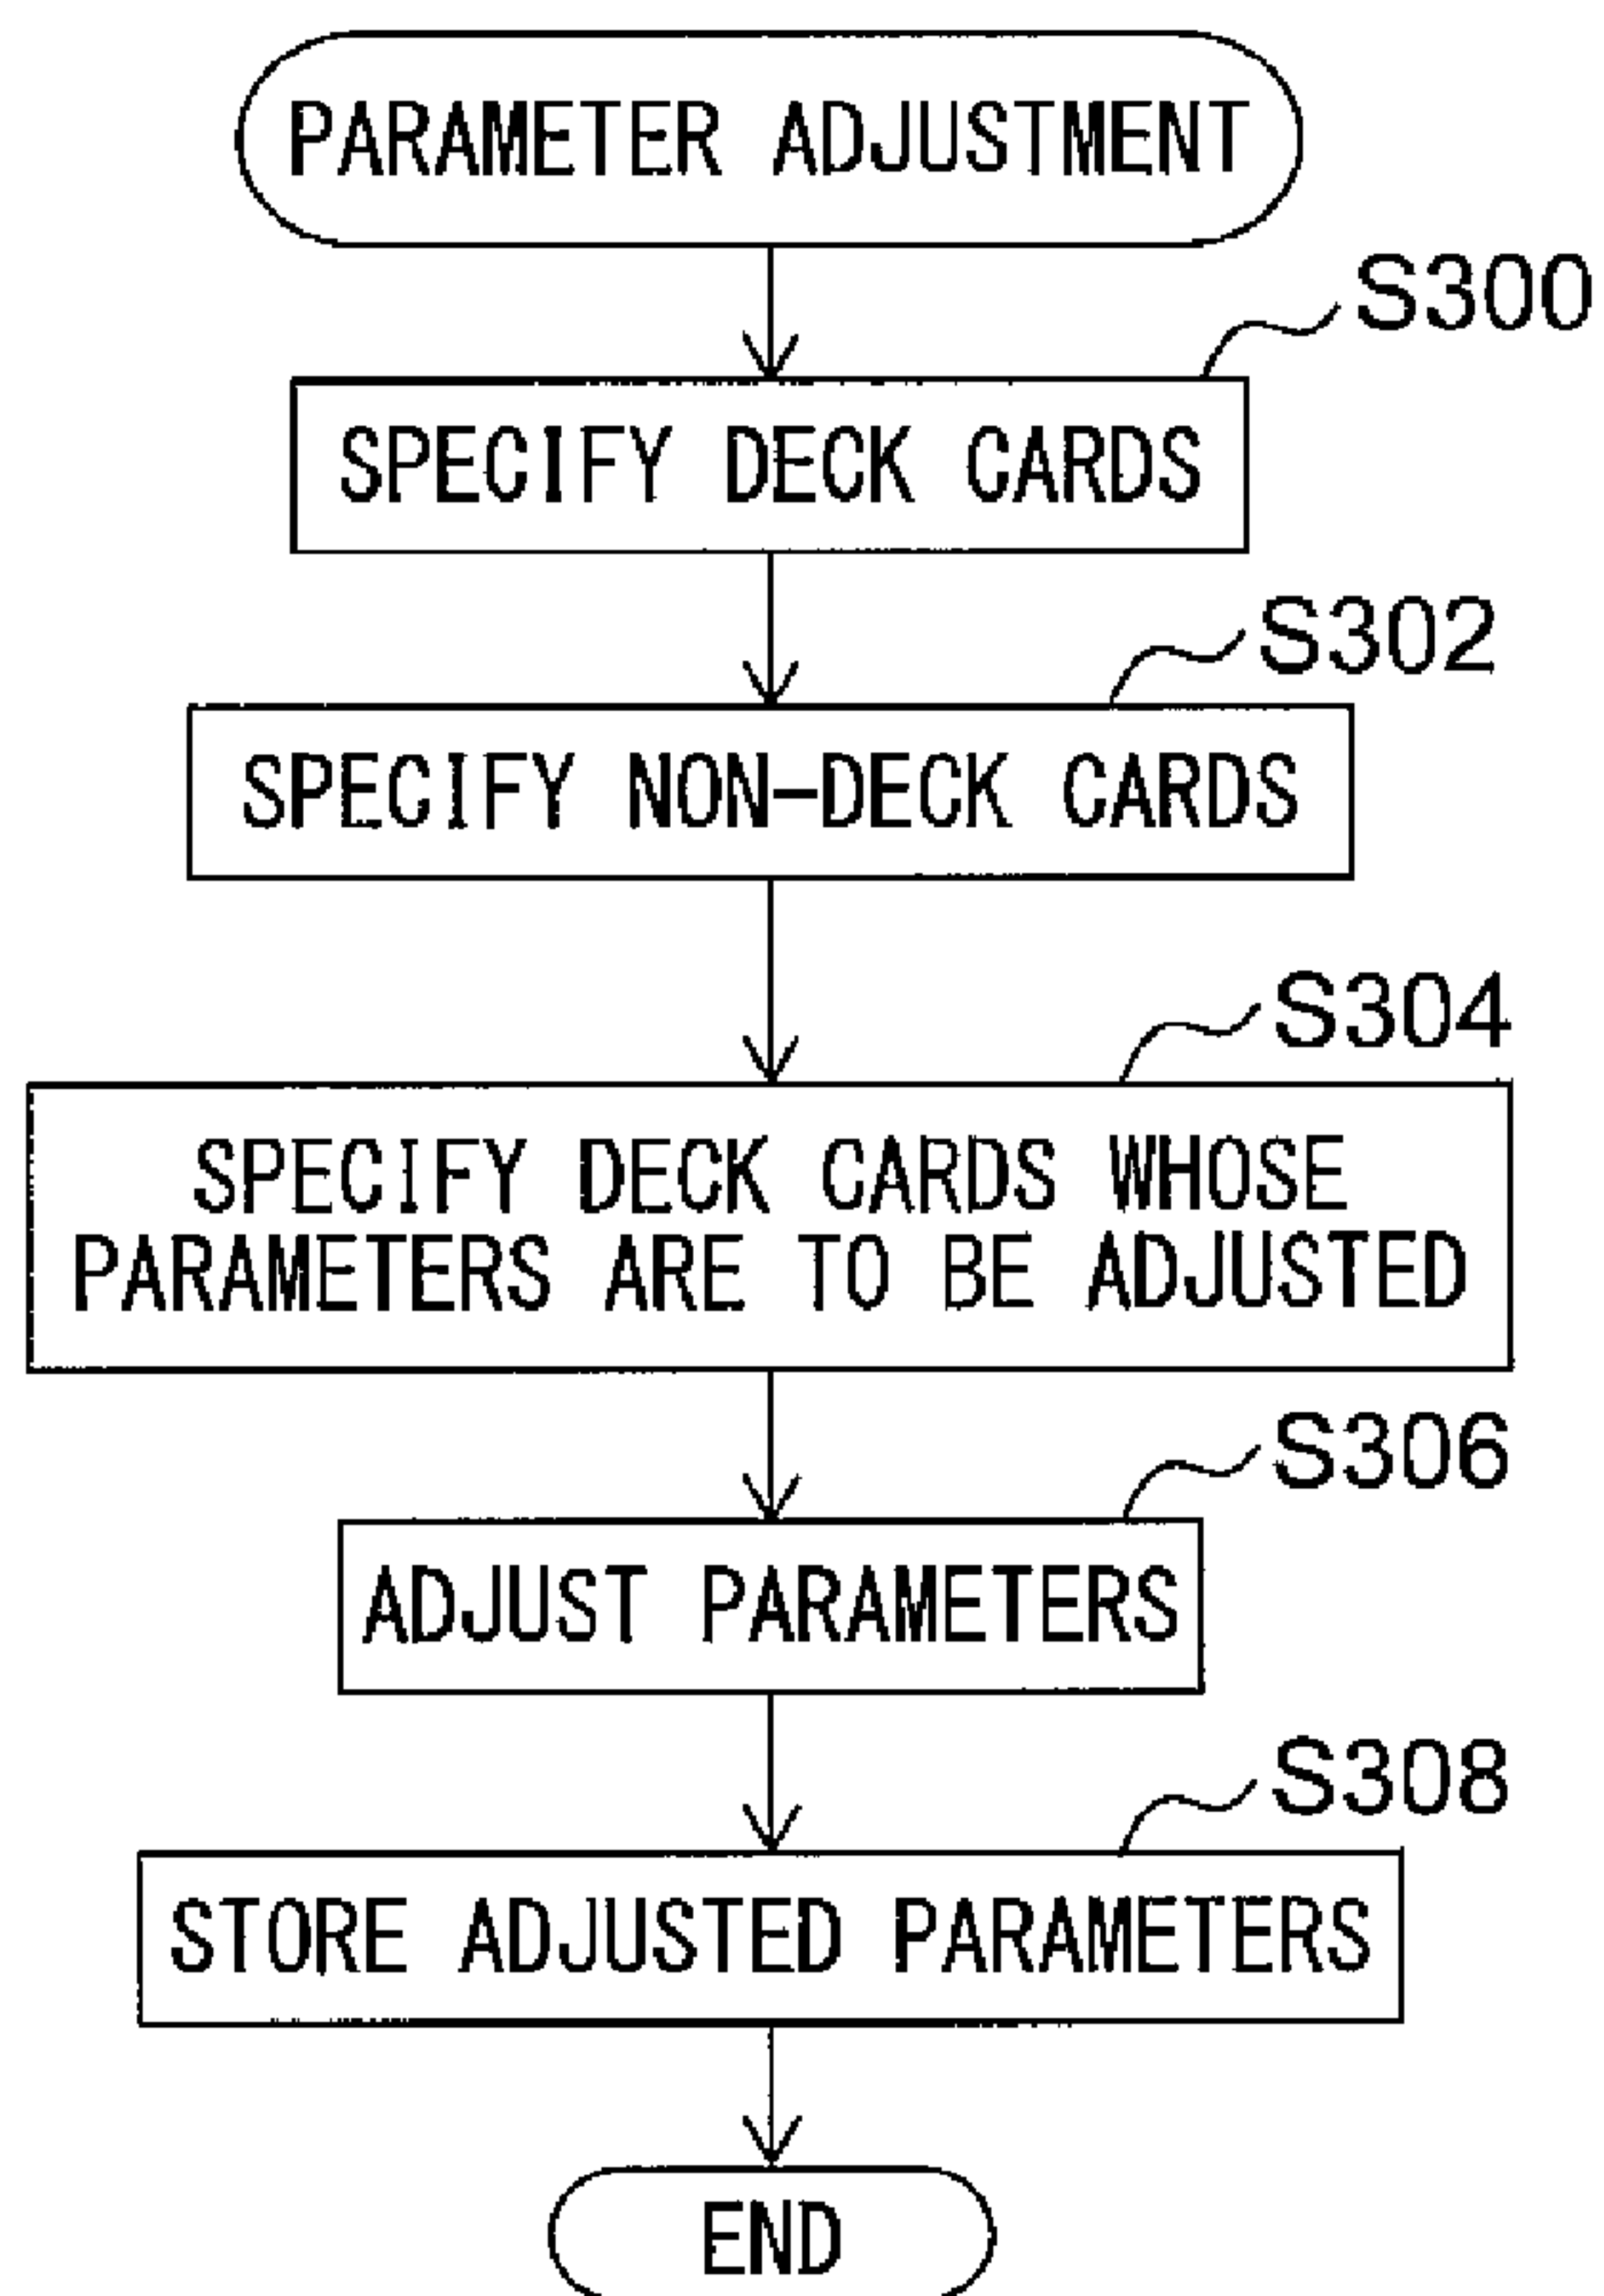 PARAMETER ADJUSTMENT
S300
SPECIFY DECK CARDS
S302
SPECIFY NON-DECK CARDS
S304
SPECIFY DECK CARDS WHOSE
PARAMETERS ARE TO BE ADJUSTED
S306
ADJUST PARAMETERS
S308
STORE ADJUSTED PARAMETERS
END